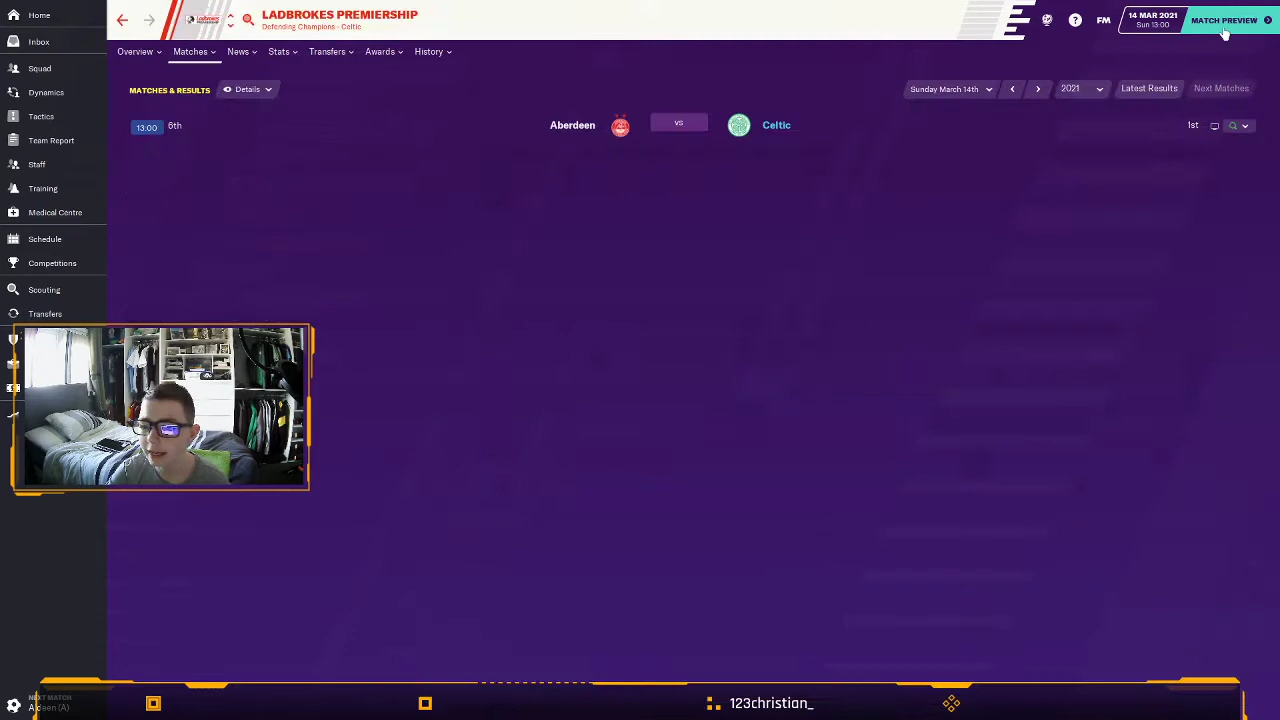 Home
LADBROKES PREMIERSHIP
Defending Champions - Celtic
FM
14 MAR 2021
Sun 13:00
MATCH PREVIEW
Inbox
Squad
Dynamics
Tactics
Team Report
Staff
Training
Medical Centre
Schedule
Competitions
Scouting
Transfers
Overview
Matches
News
Stats
Transfers
Awards
History
MATCHES & RESULTS
Details
Sunday March 14th
2021
Latest Results
Next Matches
13:00
6th
Aberdeen
vs
Celtic
1st
NEXT MATCH
(A)
123christian_